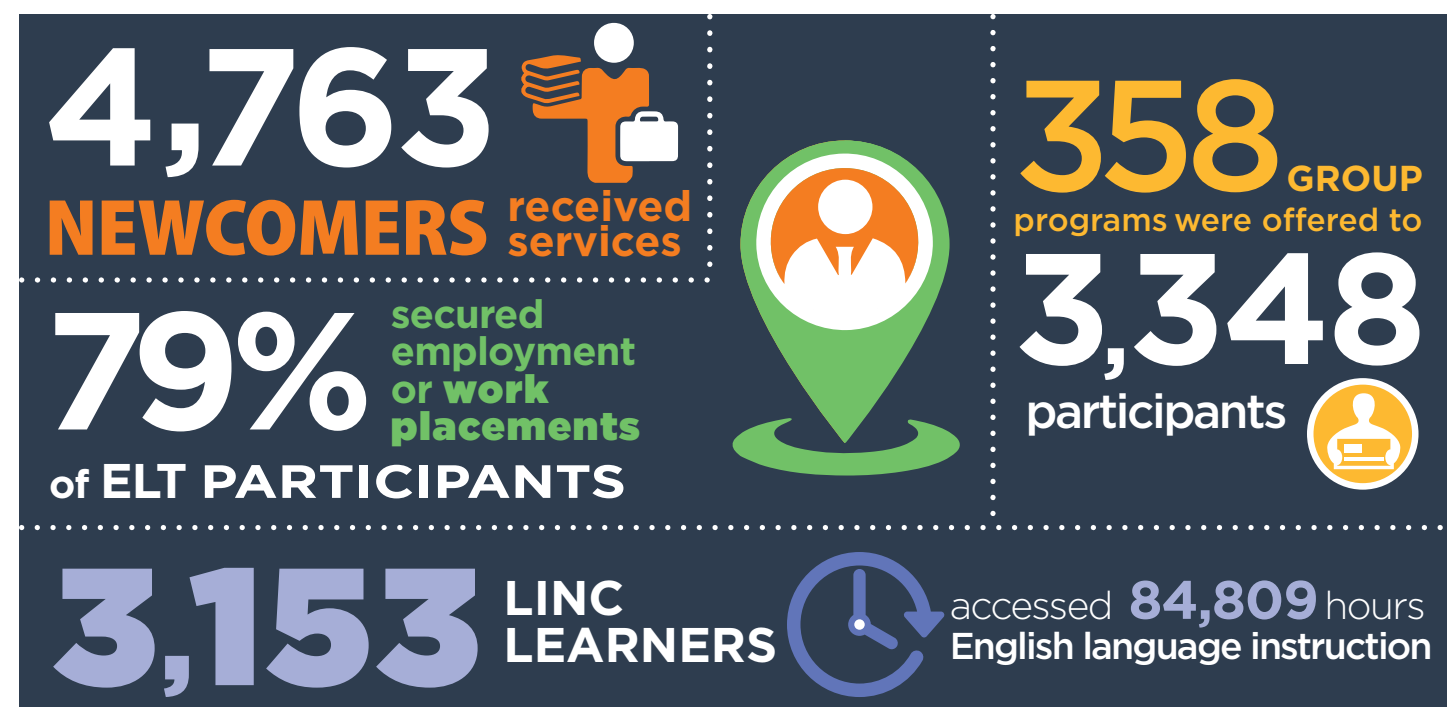 4,763
NEWCOMERS received
services
79% secured
employment
or work
placements
of ELT PARTICIPANTS
358 GROUP
programs were offered to
3,348
participants
3,153 LINC
LEARNERS
accessed 84,809 hours
English language instruction